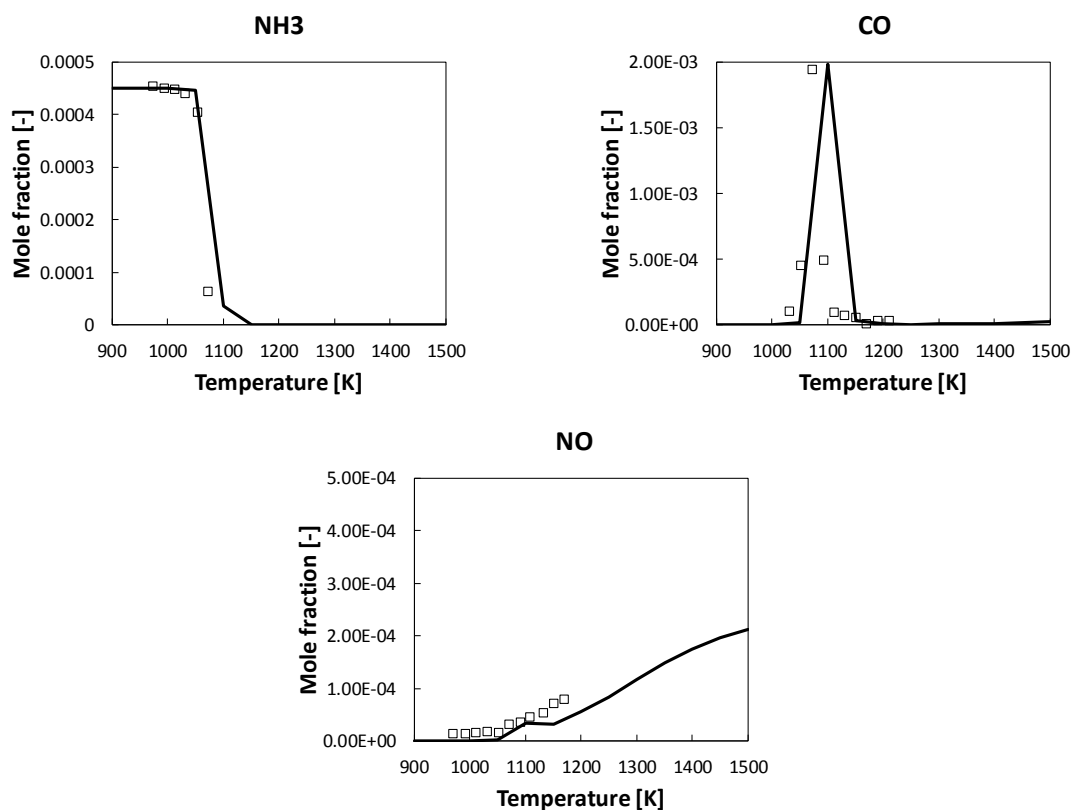 NH3
0.0005
0.0004
0.0003
0.0002
0.0001
0
900 1000 1100 1200 1300 1400 1500
Mole fraction [-]
Temperature [K]
CO
2.00E-03
1.50E-03
1.00E-03
5.00E-04
0.00E+00
900 1000 1100 1200 1300 1400 1500
Mole fraction [-]
Temperature [K]
NO
5.00E-04
4.00E-04
3.00E-04
2.00E-04
1.00E-04
0.00E+00
900 1000 1100 1200 1300 1400 1500
Mole fraction [-]
Temperature [K]